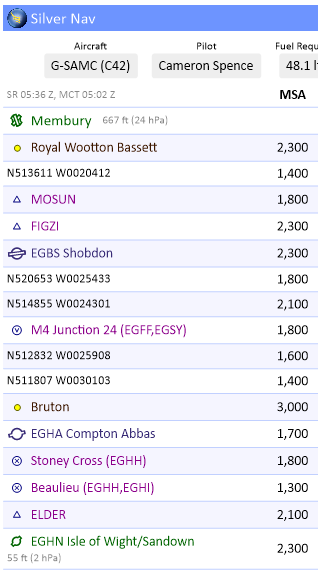 Silver Nav
Aircraft Pilot Fuel Requ
G-SAMC (C42) Cameron Spence 48.1 l
SR 05:36 Z, MCT 05:02 Z MSA
Membury 667 ft (24 hPa)
Royal Wootton Bassett 2,300
N513611 W0020412 1,400
MOSUN 1,800
FIGZI 2,300
EGBS Shobdon 2,300
N520653 W0025433 1,800
N514855 W0024301 2,100
M4 Junction 24 (EGFF,EGSY) 1,800
N512832 W0025908 1,600
N511807 W0030103 1,400
Bruton 3,000
EGHA Compton Abbas 1,700
Stoney Cross (EGHH) 1,800
Beaulieu (EGHH,EGHI) 1,300
ELDER 2,100
EGHN Isle of Wight/Sandown 2,300
55 ft (2 hPa)